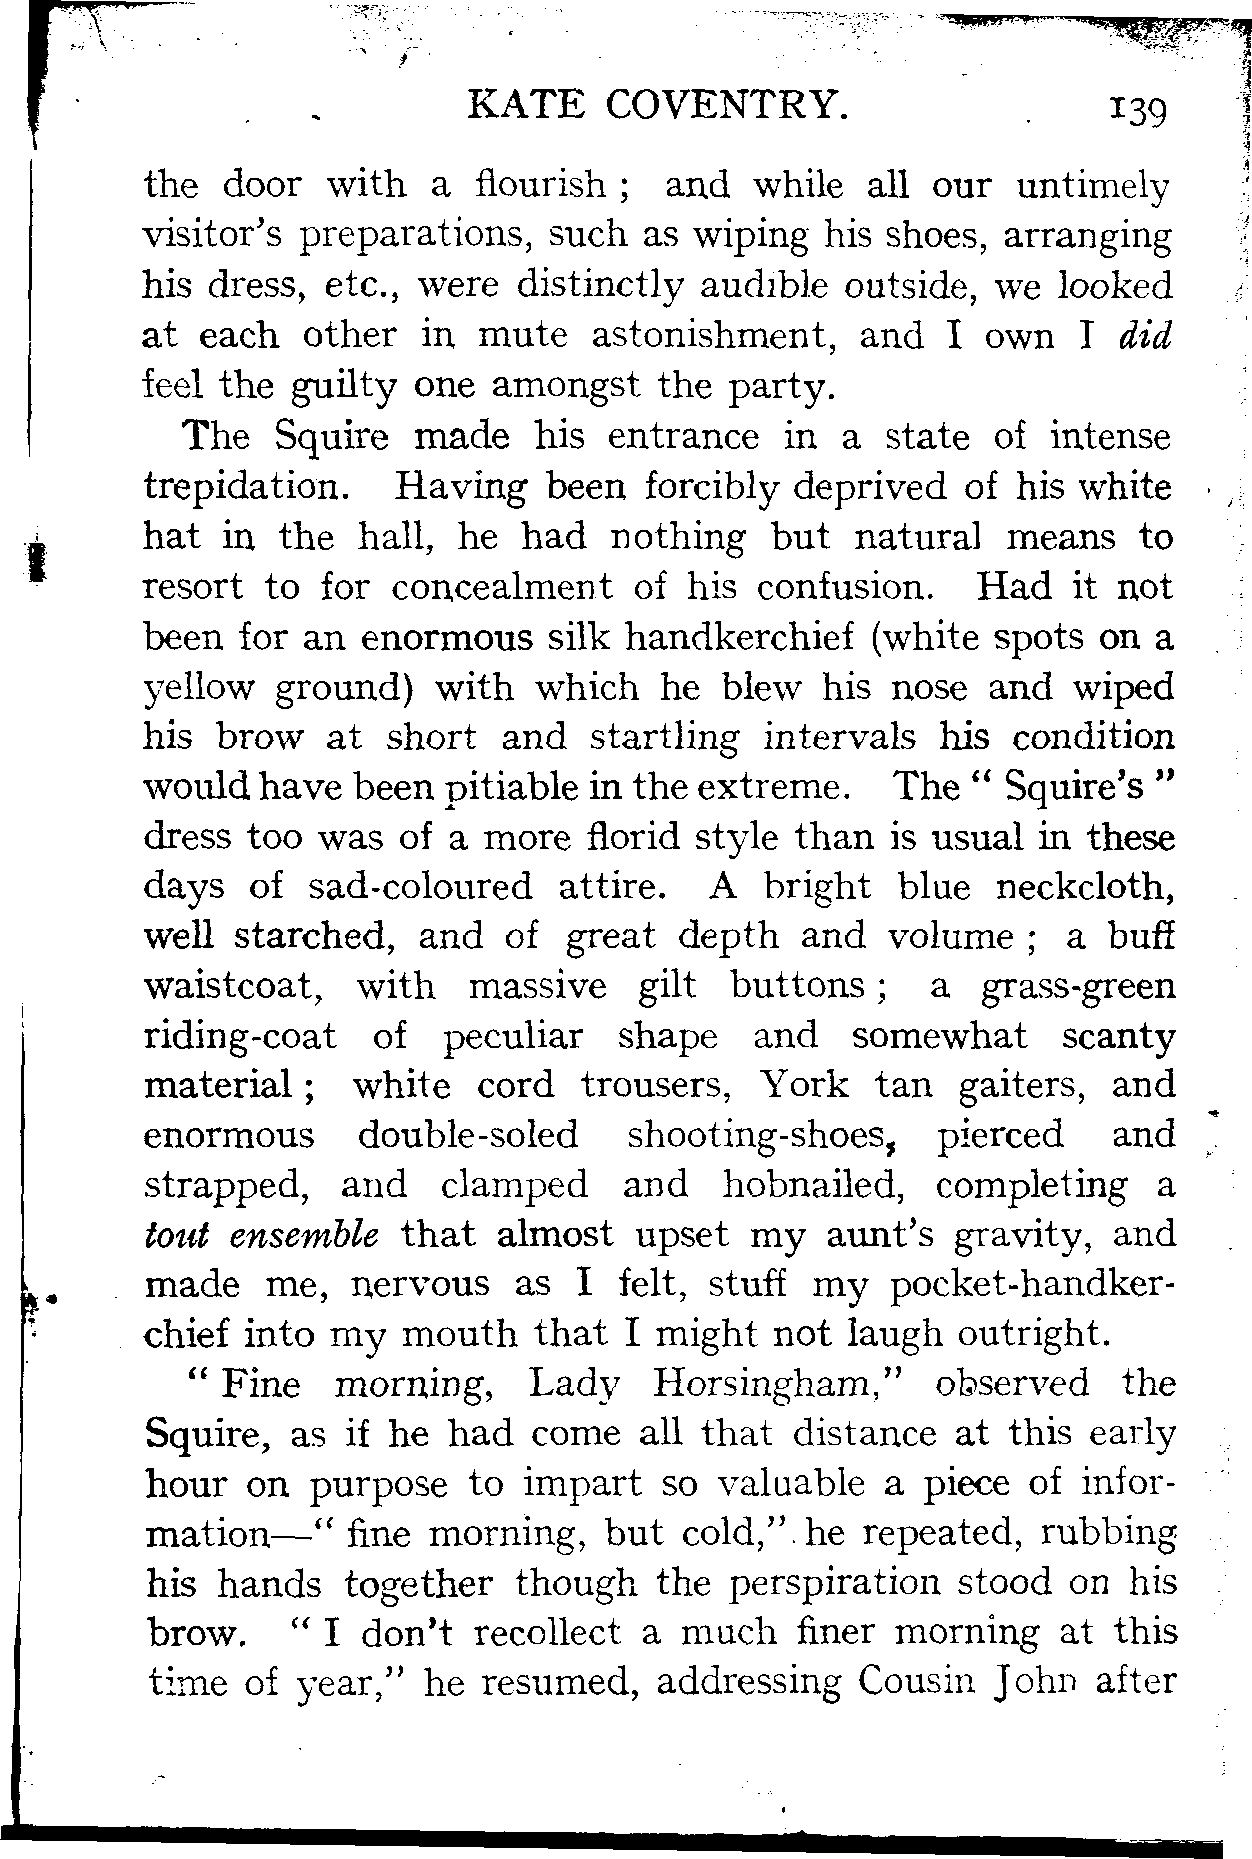 KATE COVENTRY. 139
the door with a flourish ; and while all our untimely
visitor's preparations, such as wiping his shoes, arranging
his dress, etc., were distinctly audible outside, we looked
at each other in mute astonishment, and I own I did
feel the guilty one amongst the party.
The Squire made his entrance in a state of intense
trepidation. Having been forcibly deprived of his white
hat in the hall, he had nothing but natural means to
resort to for concealment of his confusion. Had it not
been for an enormous silk handkerchief (white spots on a
yellow ground) with which he blew his nose and wiped
his brow at short and startling intervals his condition
would have been pitiable in the extreme. The “ Squire's ”
dress too was of a more florid style than is usual in these
days of sad-coloured attire. A bright blue neckcloth,
well starched, and of great depth and volume ; a buff
waistcoat, with massive gilt buttons ; a grass-green
riding-coat of peculiar shape and somewhat scanty
material ; white cord trousers, York tan gaiters, and
enormous double-soled shooting-shoes, pierced and
strapped, and clamped and hobnailed, completing a
tout ensemble that almost upset my aunt's gravity, and
made me, nervous as I felt, stuff my pocket-handker-
chief into my mouth that I might not laugh outright.
“ Fine morning, Lady Horsingham,” observed the
Squire, as if he had come all that distance at this early
hour on purpose to impart so valuable a piece of infor-
mation—“ fine morning, but cold,” he repeated, rubbing
his hands together though the perspiration stood on his
brow. “ I don't recollect a much finer morning at this
time of year,” he resumed, addressing Cousin John after